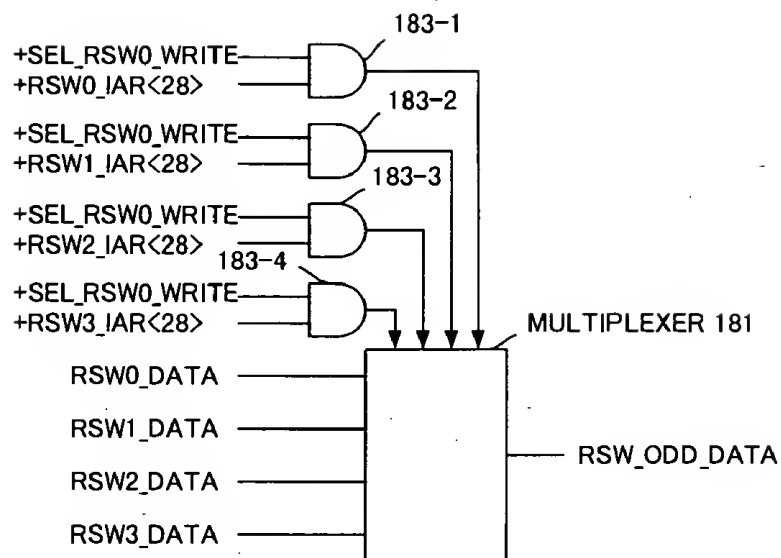 183-1
+SEL_RSW0_WRITE
+RSW0_IAR<28>
183-2
+SEL_RSW0_WRITE
+RSW1_IAR<28>
183-3
+SEL_RSW0_WRITE
+RSW2_IAR<28>
183-4
+SEL_RSW0_WRITE
+RSW3_IAR<28>
MULTIPLEXER 181
RSW0_DATA
RSW1_DATA
RSW_ODD_DATA
RSW2_DATA
RSW3_DATA